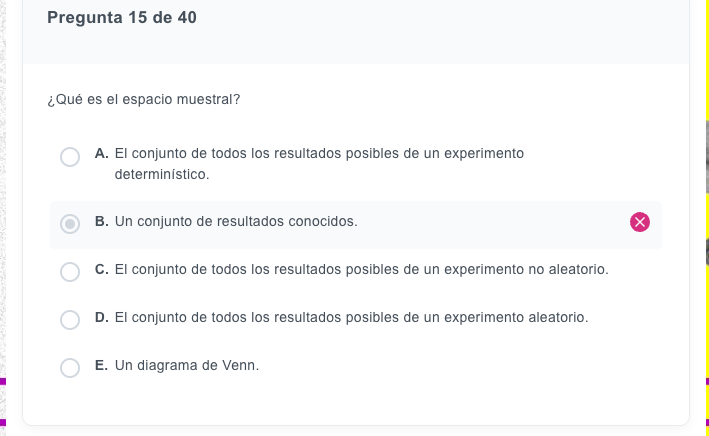 Pregunta 15 de 40
¿Qué es el espacio muestral?
A. El conjunto de todos los resultados posibles de un experimento
determinístico.
B. Un conjunto de resultados conocidos.
C. El conjunto de todos los resultados posibles de un experimento no aleatorio.
D. El conjunto de todos los resultados posibles de un experimento aleatorio.
E. Un diagrama de Venn.